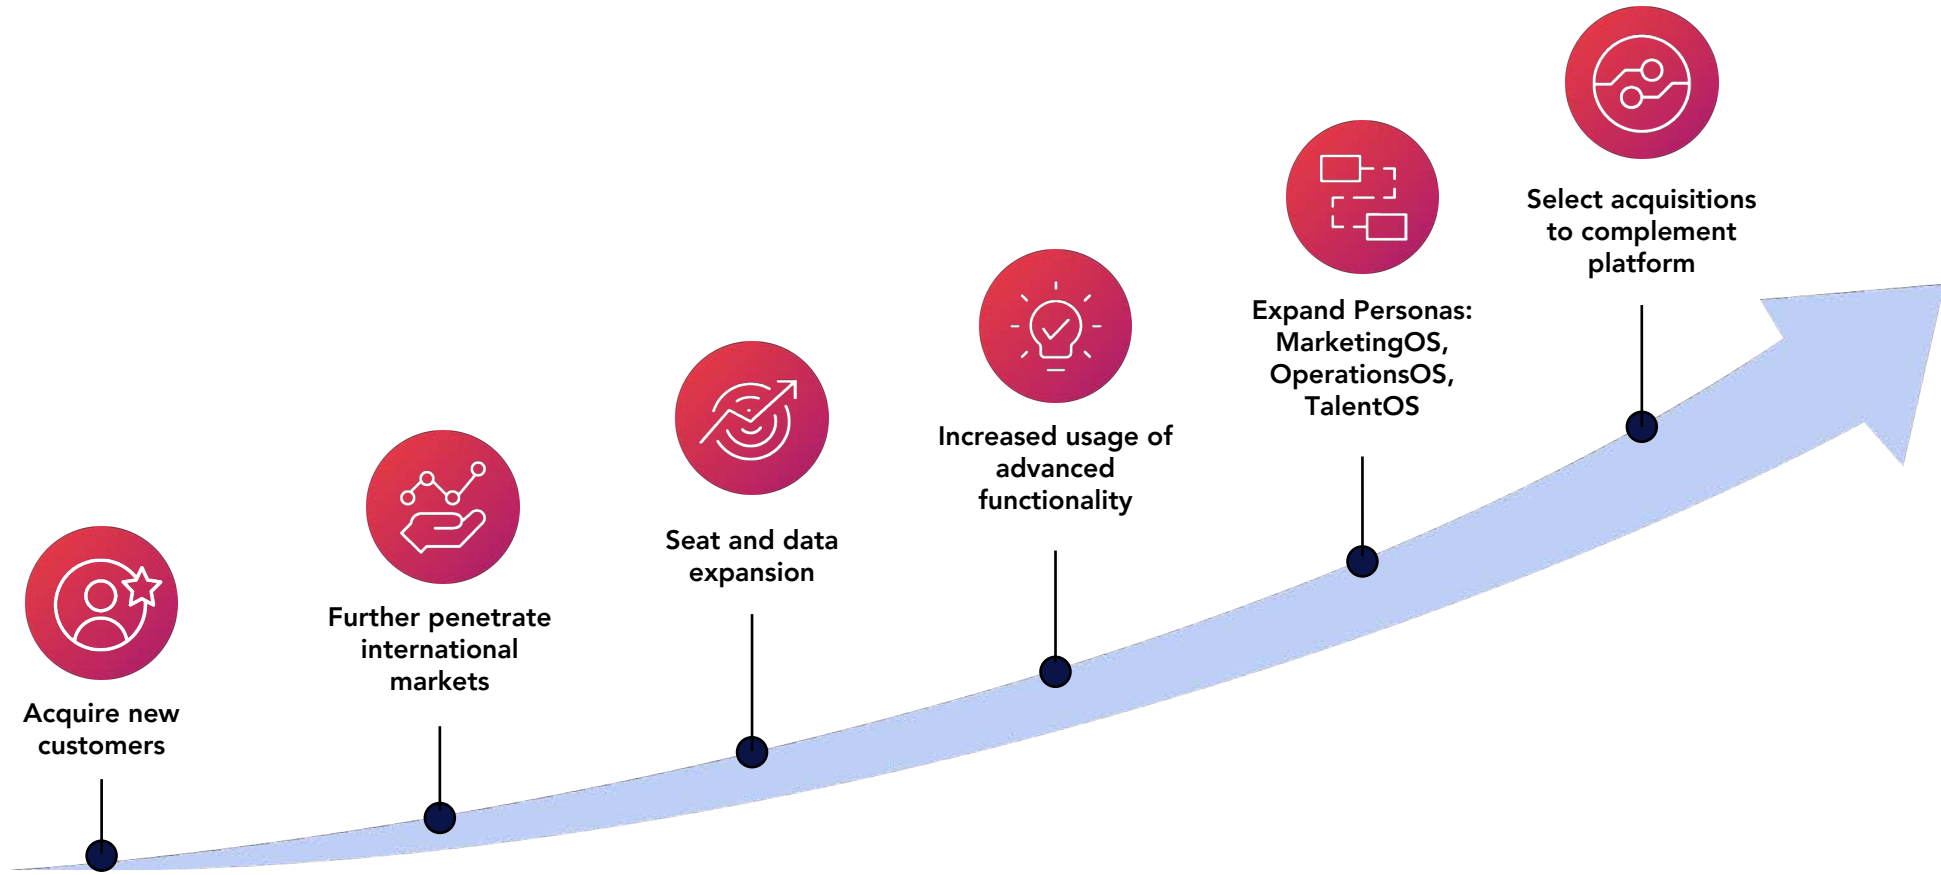 Acquire new
customers
Further penetrate
international
markets
Seat and data
expansion
Increased usage of
advanced
functionality
Expand Personas:
MarketingOS,
OperationsOS,
TalentOS
Select acquisitions
to complement
platform